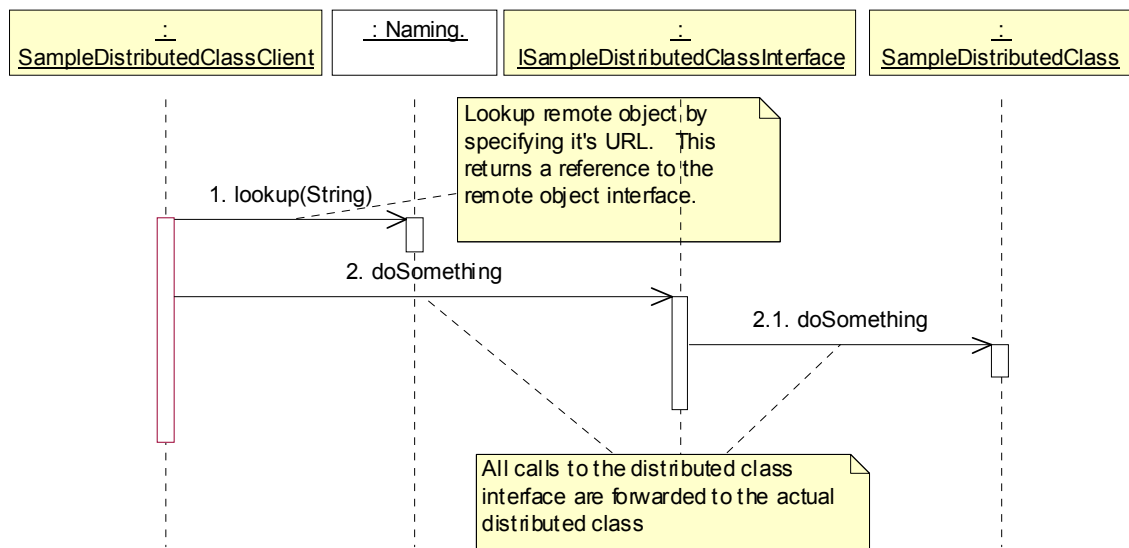 :
SampleDistributedClassClient
: Naming.
:
ISampleDistributedClassInterface
:
SampleDistributedClass
Lookup remote object by
specifying it's URL. This
returns a reference to the
remote object interface.
1. lookup(String)
2. doSomething
2.1. doSomething
All calls to the distributed class
interface are forwarded to the actual
distributed class